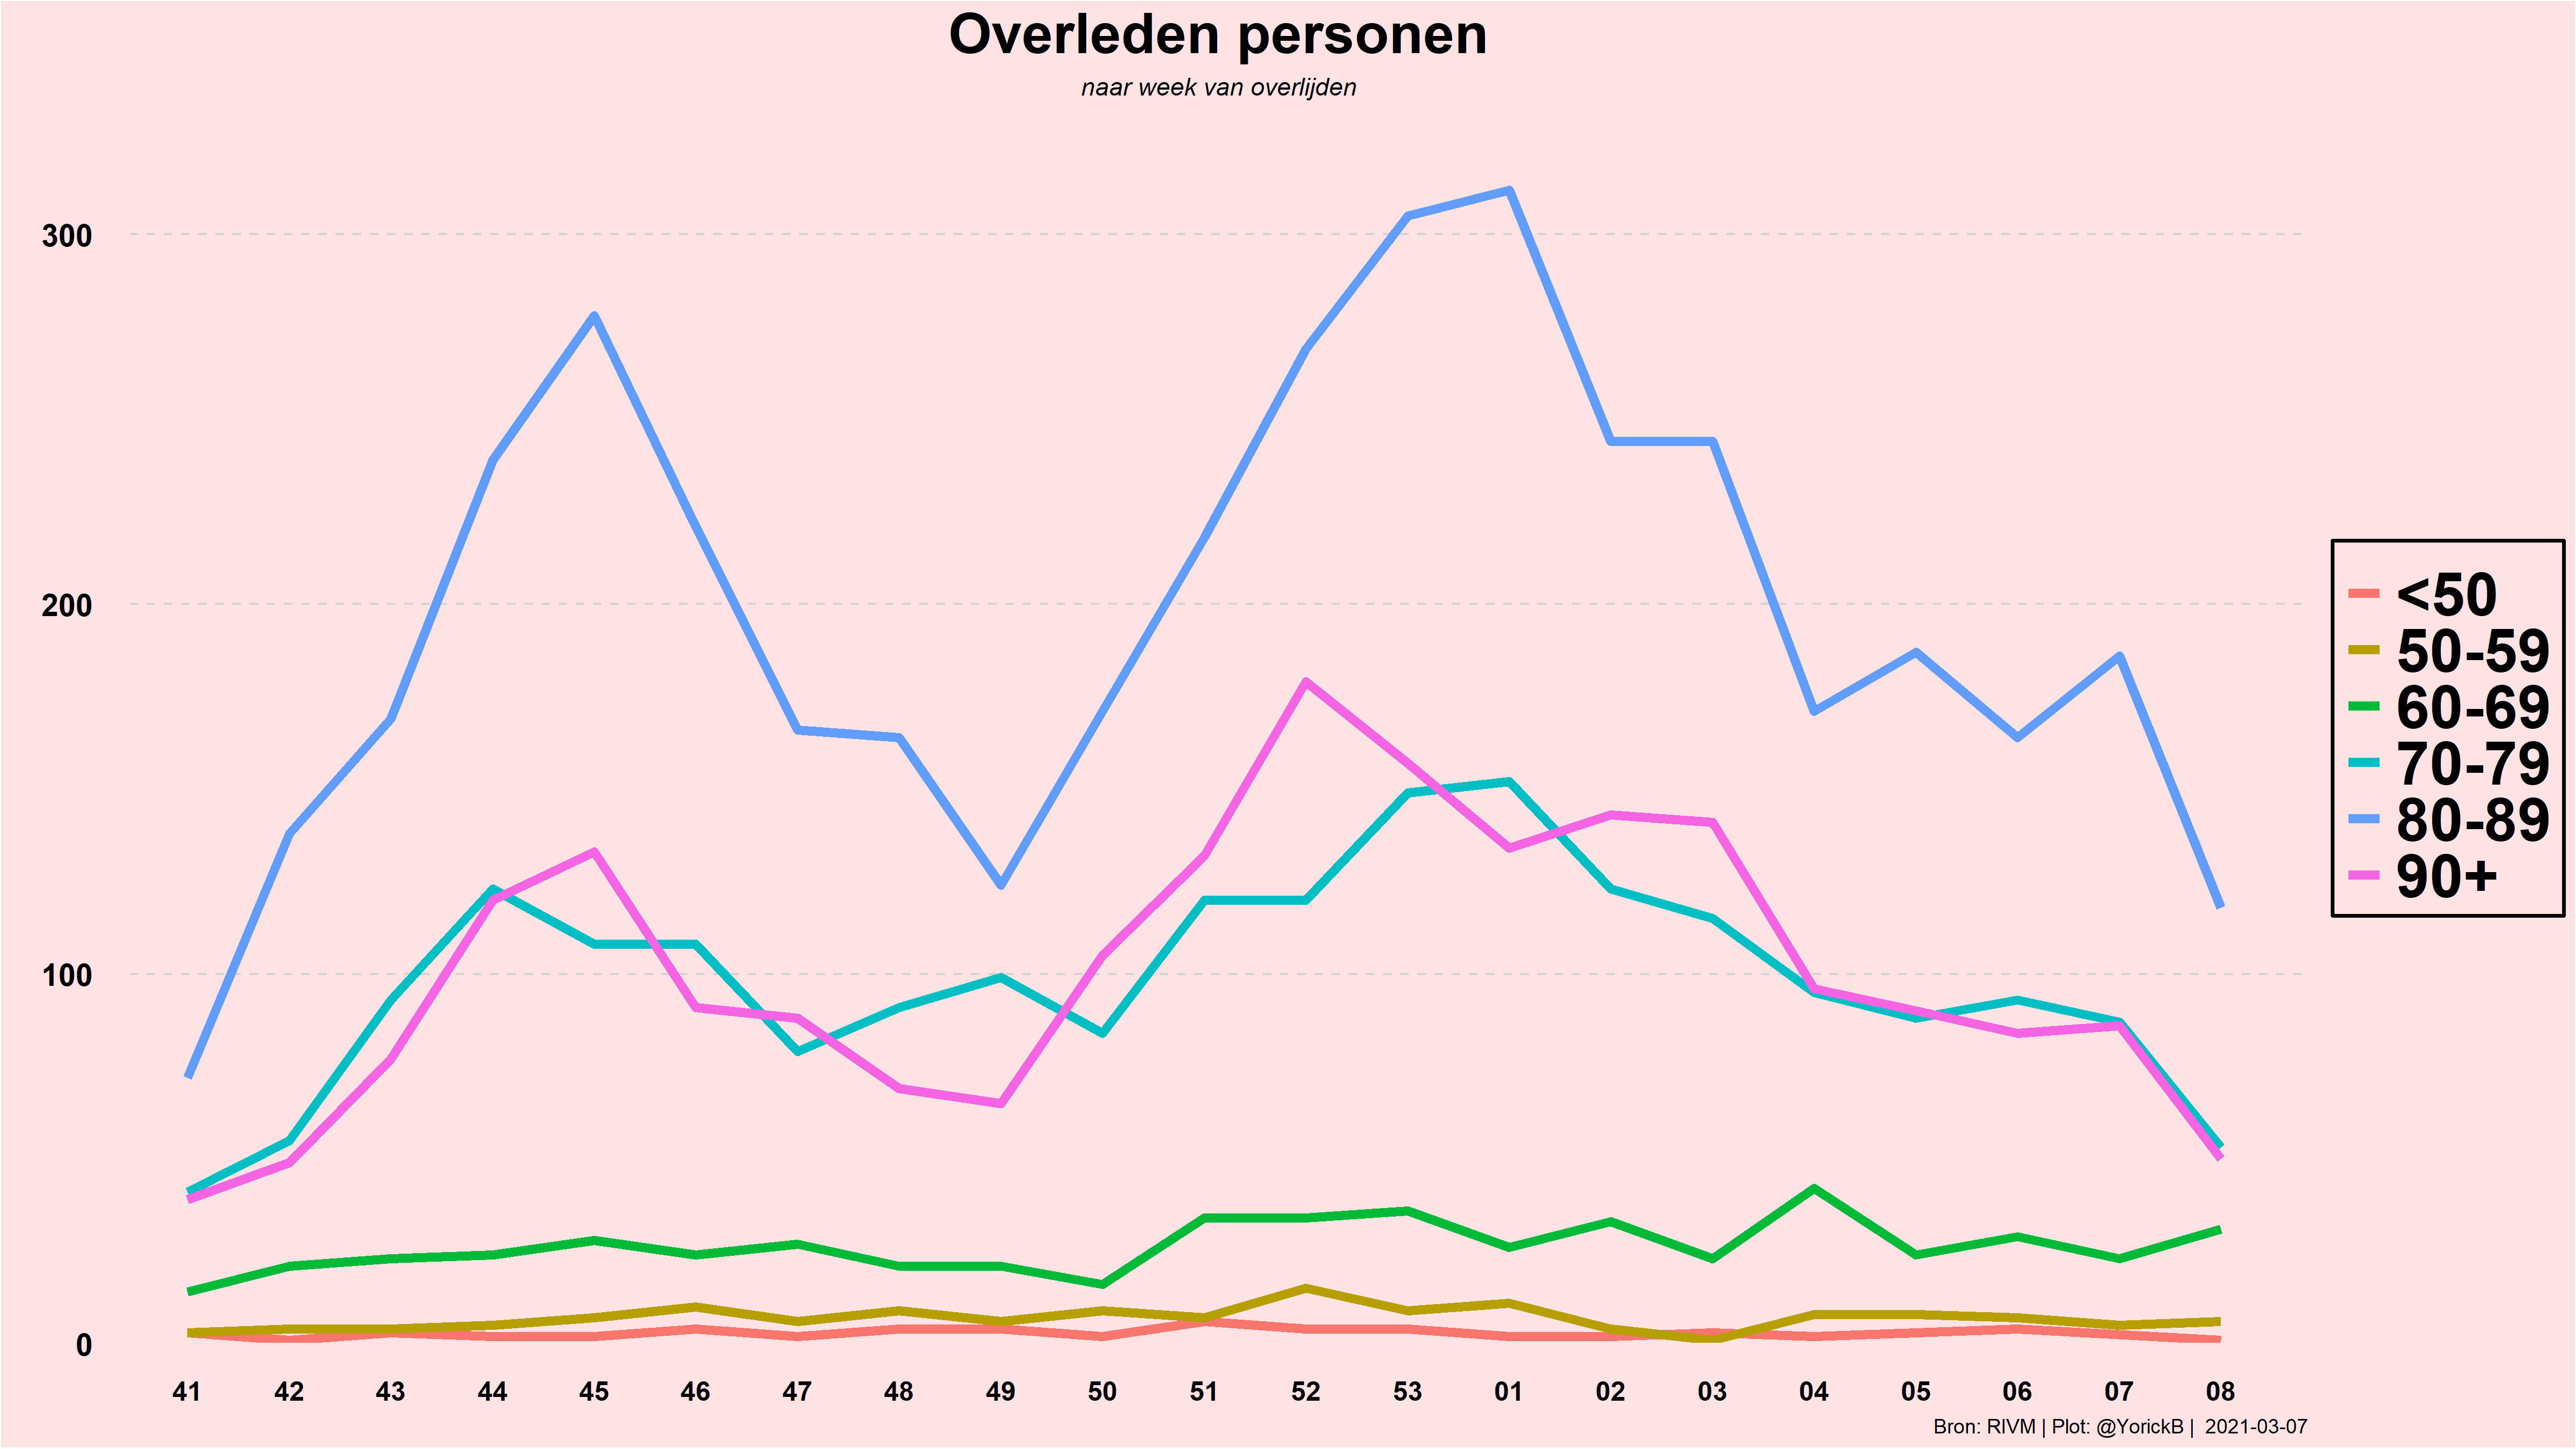 Overleden personen
naar week van overlijden
300
200
100
0
41 42 43 44 45 46 47 48 49 50 51 52 53 01 02 03 04 05 06 07 08
<50
50-59
60-69
70-79
80-89
90+
Bron: RIVM | Plot: @YorickB | 2021-03-07